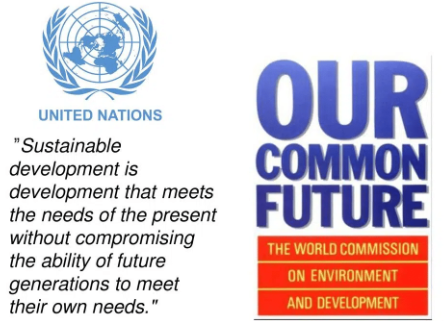 UNITED NATIONS
"Sustainable
development is
development that meets
the needs of the present
without compromising
the ability of future
generations to meet
their own needs."
OUR
COMMON
FUTURE
THE WORLD COMMISSION
ON ENVIRONMENT
AND DEVELOPMENT